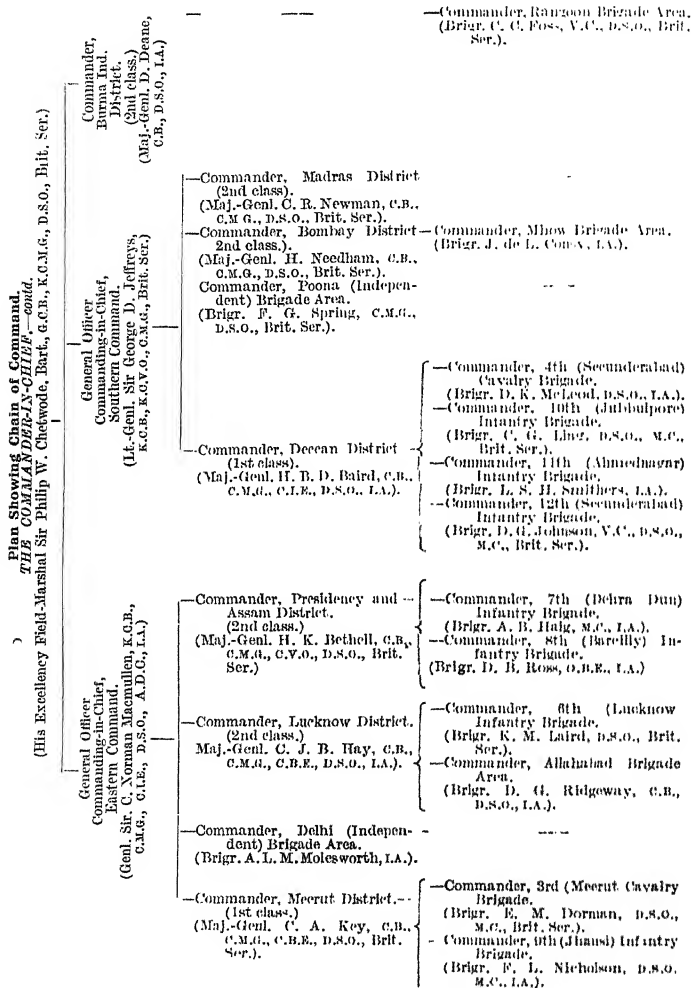 Plan Showing Chain of Command.
THE COMMANDER-IN-CHIEF.—contd.
(His Excellency Field-Marshal Sir Philip W. Chetwode, Bart., G.C.B., K.C.M.G., D.S.O., Brit. Ser.)
Commander,
Burma Ind.
District.
(2nd class.)
(Maj.-Genl. D. Deane,
C.B., D.S.O., I.A.)
—Commander, Rangoon Brigade Area.
(Brigr. C. C. Foss, V.C., D.S.O., Brit.
Ser.).
General Officer
Commanding-in-Chief,
Southern Command.
(Lt.-Genl. Sir George D. Jeffreys,
K.C.B., K.C.V.O., C.M.G., Brit. Ser.)
—Commander, Madras District
(2nd class).
(Maj.-Genl. C. R. Newman, C.B.,
C.M G., D.S.O., Brit. Ser.).
—Commander, Bombay District
2nd class.).
(Maj.-Genl. H. Needham, C.B.,
C.M.G., D.S.O., Brit. Ser.).
—Commander, Mhow Brigade Area.
(Brigr. J. de L. I.A.).
Commander, Poona (Indepen-
dent) Brigade Area.
(Brigr. F. G. Spring, C.M.G.,
D.S.O., Brit. Ser.).
—Commander, Deccan District
(1st class).
(Maj.-Genl. H. B. D. Baird, C.B.,
C.M.G., C.I.E., D.S.O., I.A.).
—Commander, 4th (Secunderabad)
Cavalry Brigade.
(Brigr. D. K. McLeod, D.S.O., I.A.).
—Commander, 10th (Jubbulpore)
Infantry Brigade.
(Brigr. C. G. Ling, D.S.O., M.C.,
Brit. Ser.).
—Commander, 11th (Ahmednagar)
Infantry Brigade.
(Brigr. L. S. H. Smithers, I.A.).
--Commander, 12th (Secunderabad)
Infantry Brigade.
(Brigr. D. G. Johnson, V.C., D.S.O.,
M.C., Brit. Ser.).
General Officer
Commanding-in-Chief,
Eastern Command.
(Genl. Sir. C. Norman Macmullen, K.C.B.,
C.M.G., C.I.E., D.S.O., A.D.C., I.A.)
—Commander, Presidency and --
Assam District.
(2nd class.)
(Maj.-Genl. H. K. Bethell, C.B.,
C.M.G., C.V.O., D.S.O., Brit.
Ser.)
—Commander, 7th (Dehra Dun)
Infantry Brigade.
(Brigr. A. B. Haig, M.C., I.A.).
—Commander, 8th (Bareilly) In-
fantry Brigade.
(Brigr. D. B. Ross, O.B.E., I.A.)
—Commander, Lucknow District.
(2nd class.)
Maj.-Genl. C. J. B. Hay, C.B.,
C.M.G., C.B.E., D.S.O., I.A.).
—Commander, 6th (Lucknow
Infantry Brigade.
(Brigr. K. M. Laird, D.S.O., Brit.
Ser.).
—Commander, Allahabad Brigade
Area.
(Brigr. D. G. Ridgeway, C.B.,
D.S.O., I.A.).
—Commander, Delhi (Indepen- -
dent) Brigade Area.
(Brigr. A. L. M. Molesworth, I.A.).
—Commander, Meerut District.--
(1st class.)
(Maj.-Genl. C. A. Key, C.B.,
C.M.G., C.B.E., D.S.O., Brit.
Ser.).
—Commander, 3rd (Meerut Cavalry
Brigade.
(Brigr. E. M. Dorman, D.S.O.,
M.C., Brit. Ser.).
- Commander, 9th (Jhansi) Infantry
Brigade.
(Brigr. F. L. Nicholson, D.S.O.
M.C., I.A.).